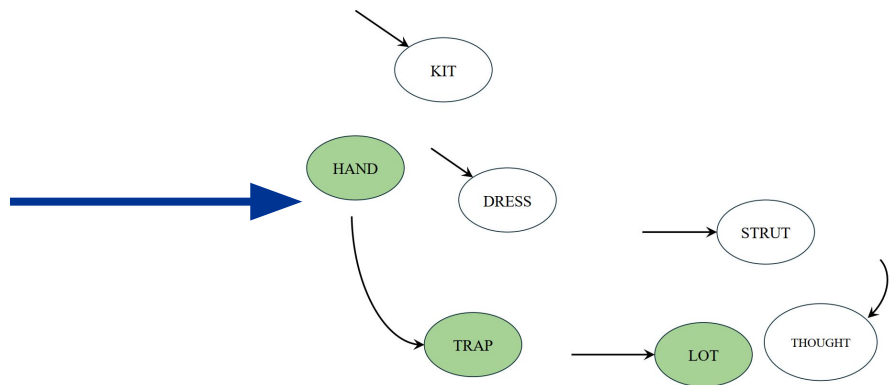 KIT
HAND
DRESS
STRUT
TRAP
LOT
THOUGHT